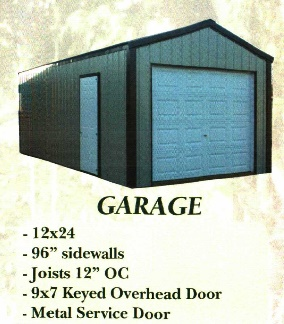 GARAGE
- 12x24
- 96” sidewalls
- Joists 12” OC
- 9x7 Keyed Overhead Door
- Metal Service Door